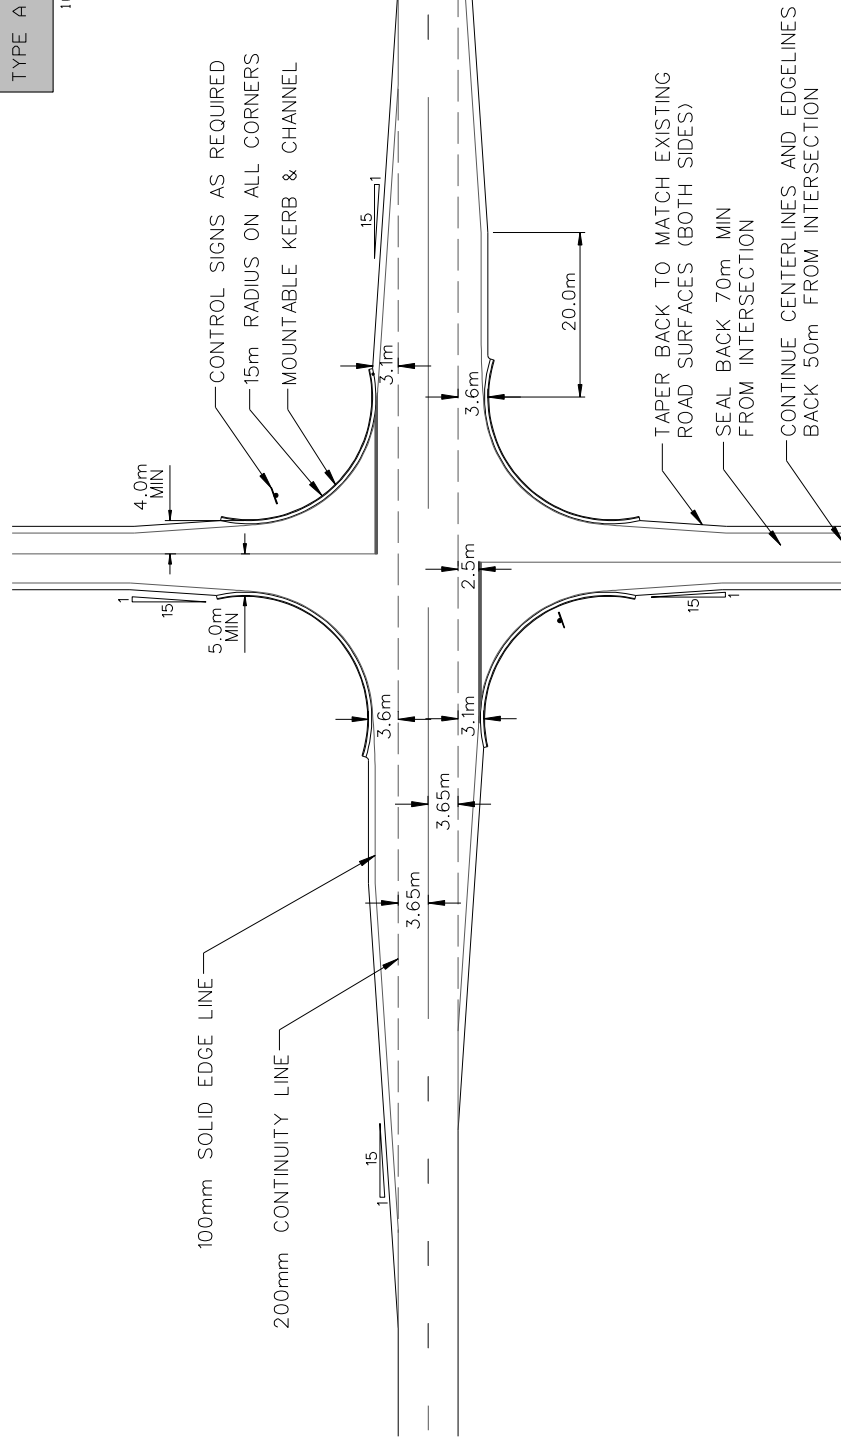 TYPE A
CONTROL SIGNS AS REQUIRED
15m RADIUS ON ALL CORNERS
MOUNTABLE KERB & CHANNEL
4.0m
MIN
5.0m
MIN
1
15
15
1
3.1m
3.6m
20.0m
2.5m
3.6m
3.1m
3.65m
3.65m
15
1
100mm SOLID EDGE LINE
200mm CONTINUITY LINE
15
1
TAPER BACK TO MATCH EXISTING
ROAD SURFACES (BOTH SIDES)
SEAL BACK 70m MIN
FROM INTERSECTION
CONTINUE CENTERLINES AND EDGELINES
BACK 50m FROM INTERSECTION